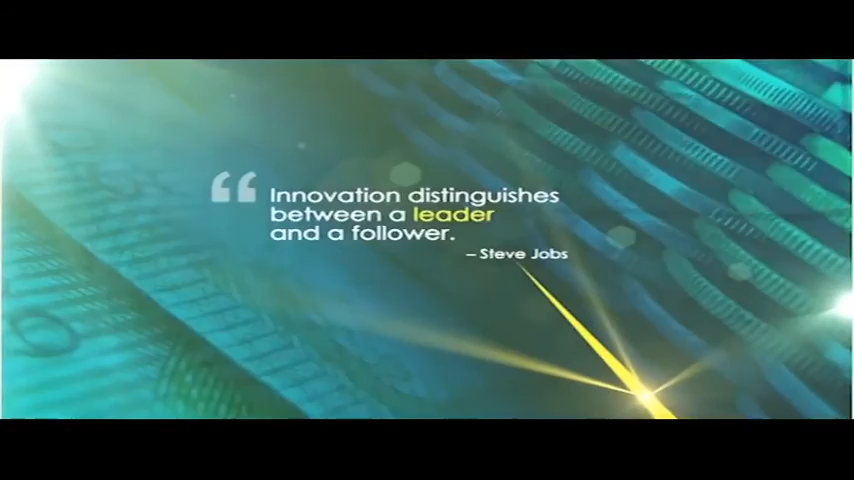 “ Innovation distinguishes
between a leader
and a follower.
– Steve Jobs